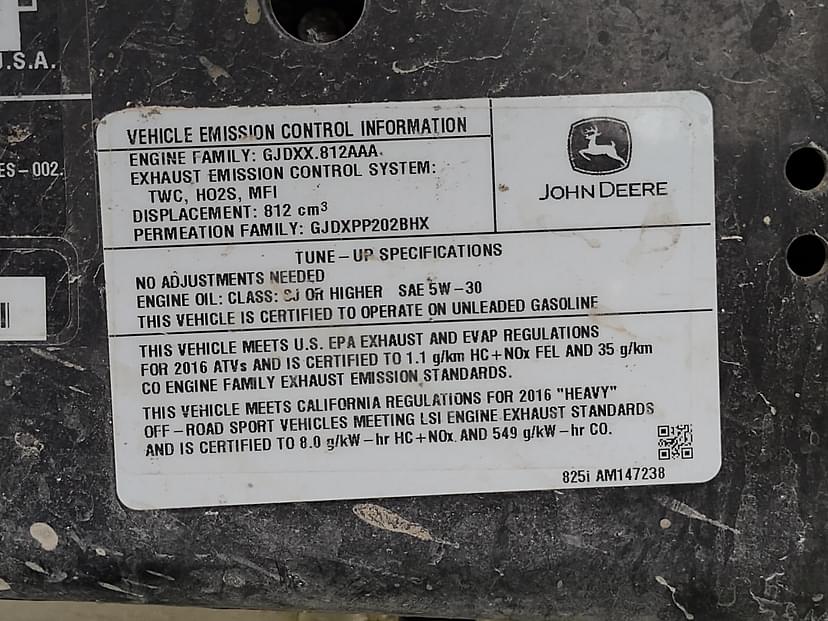 U.S.A.
ES-002.
VEHICLE EMISSION CONTROL INFORMATION
ENGINE FAMILY: GJDXX.812AAA
EXHAUST EMISSION CONTROL SYSTEM:
TWC, HO2S, MFI
DISPLACEMENT: 812 cm³
PERMEATION FAMILY: GJDXPP202BHX
JOHN DEERE
TUNE-UP SPECIFICATIONS
NO ADJUSTMENTS NEEDED
ENGINE OIL: CLASS: SJ OR HIGHER SAE 5W-30
THIS VEHICLE IS CERTIFIED TO OPERATE ON UNLEADED GASOLINE
THIS VEHICLE MEETS U.S. EPA EXHAUST AND EVAP REGULATIONS
FOR 2016 ATVs AND IS CERTIFIED TO 1.1 g/km HC+NOx FEL AND 35 g/km
CO ENGINE FAMILY EXHAUST EMISSION STANDARDS.
THIS VEHICLE MEETS CALIFORNIA REGULATIONS FOR 2016 "HEAVY"
OFF-ROAD SPORT VEHICLES MEETING LSI ENGINE EXHAUST STANDARDS
AND IS CERTIFIED TO 8.0 g/kW-hr HC+NOx AND 549 g/kW-hr CO.
825i AM147238